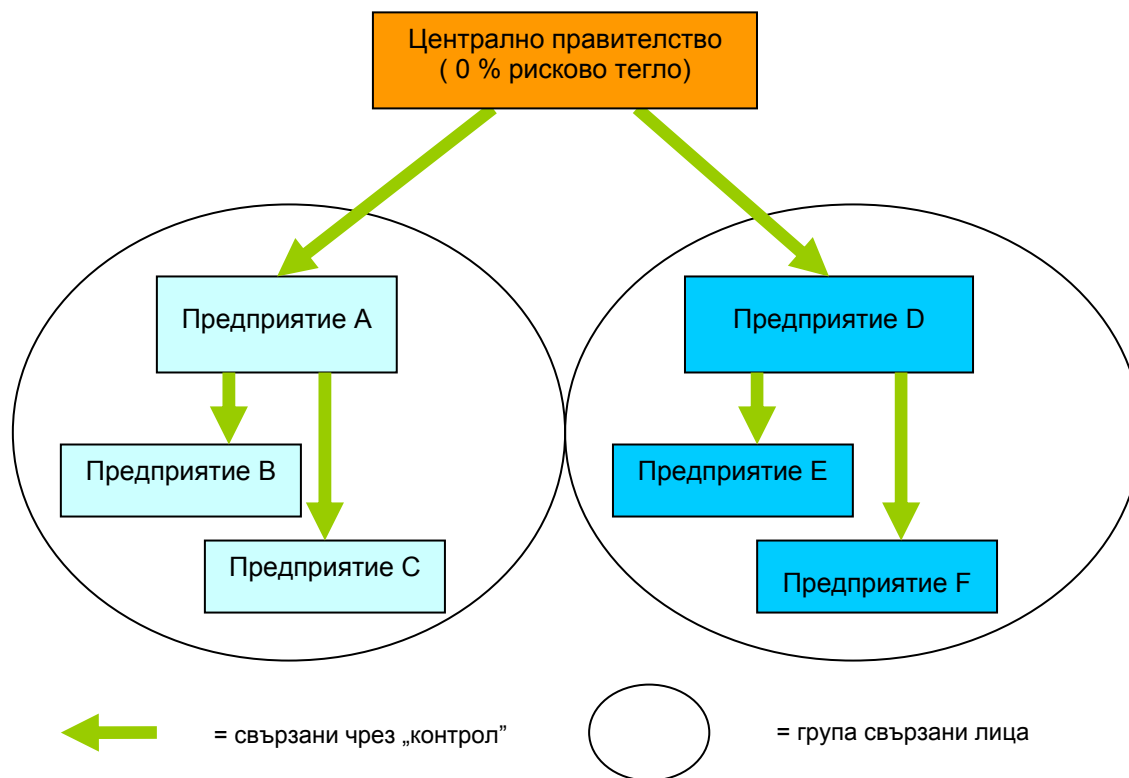 Централно правителство
( 0 % рисково тегло)
Предприятие A
Предприятие D
Предприятие B
Предприятие E
Предприятие C
Предприятие F
= свързани чрез „контрол”
= група свързани лица